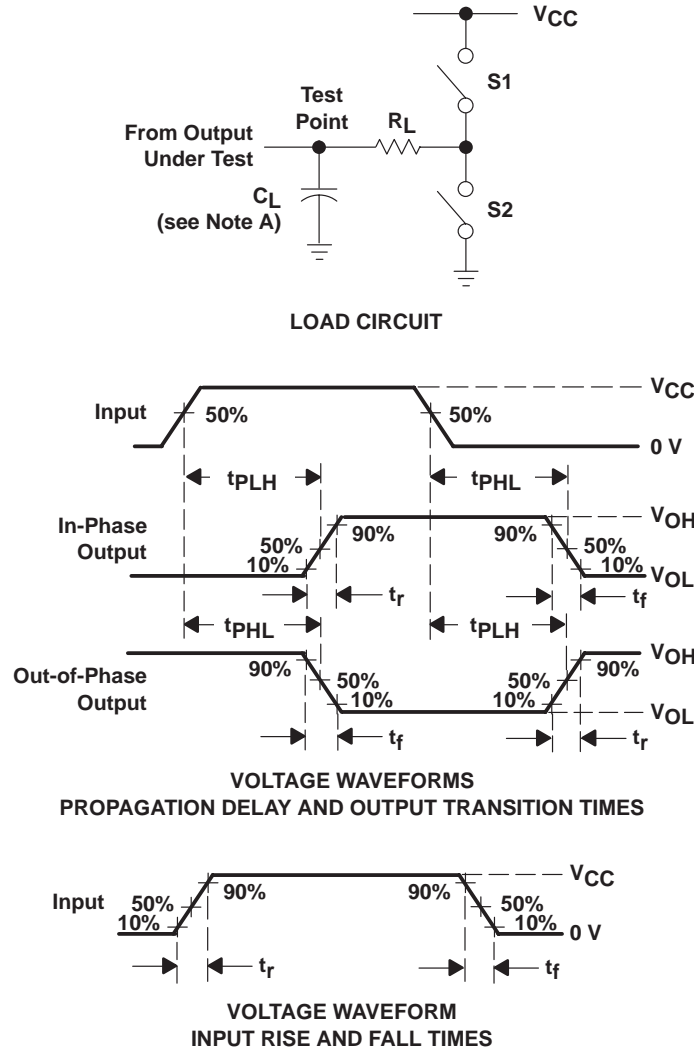 VCC
S1
Test
Point
RL
From Output
Under Test
CL
(see Note A)
S2
LOAD CIRCUIT
Input
50%
50%
VCC
0 V
tPLH
tPHL
In-Phase
Output
50%
10%
90%
90%
50%
10%
VOH
VOL
tr
tf
tPHL
tPLH
Out-of-Phase
Output
90%
50%
10%
50%
10%
90%
VOH
VOL
tf
tr
VOLTAGE WAVEFORMS
PROPAGATION DELAY AND OUTPUT TRANSITION TIMES
Input
50%
10%
90%
90%
50%
10%
VCC
0 V
tr
tf
VOLTAGE WAVEFORM
INPUT RISE AND FALL TIMES